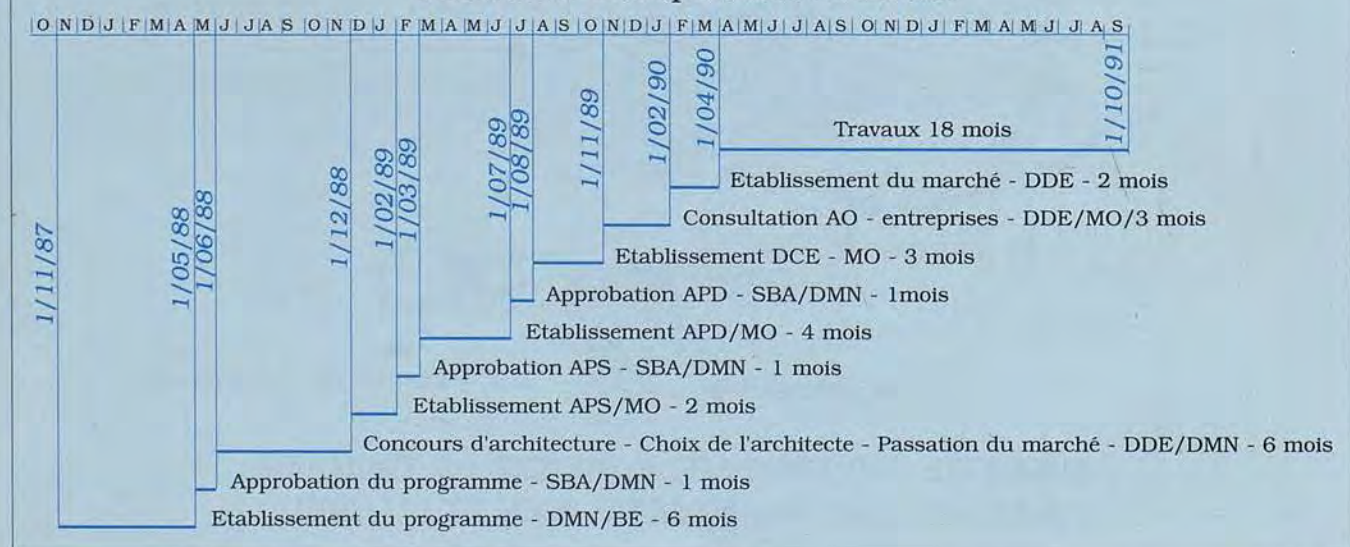 O N D J F M A M J J A S O N D J F M A M J J A S O N D J F M A M J J A S O N D J F M A M J J A S
1/11/87
1/05/88
1/06/88
1/12/88
1/02/89
1/03/89
1/07/89
1/08/89
1/11/89
1/02/90
1/04/90
1/10/91
Travaux 18 mois
Etablissement du marché - DDE - 2 mois
Consultation AO - entreprises - DDE/MO/3 mois
Etablissement DCE - MO - 3 mois
Approbation APD - SBA/DMN - 1mois
Etablissement APD/MO - 4 mois
Approbation APS - SBA/DMN - 1 mois
Etablissement APS/MO - 2 mois
Concours d'architecture - Choix de l'architecte - Passation du marché - DDE/DMN - 6 mois
Approbation du programme - SBA/DMN - 1 mois
Etablissement du programme - DMN/BE - 6 mois